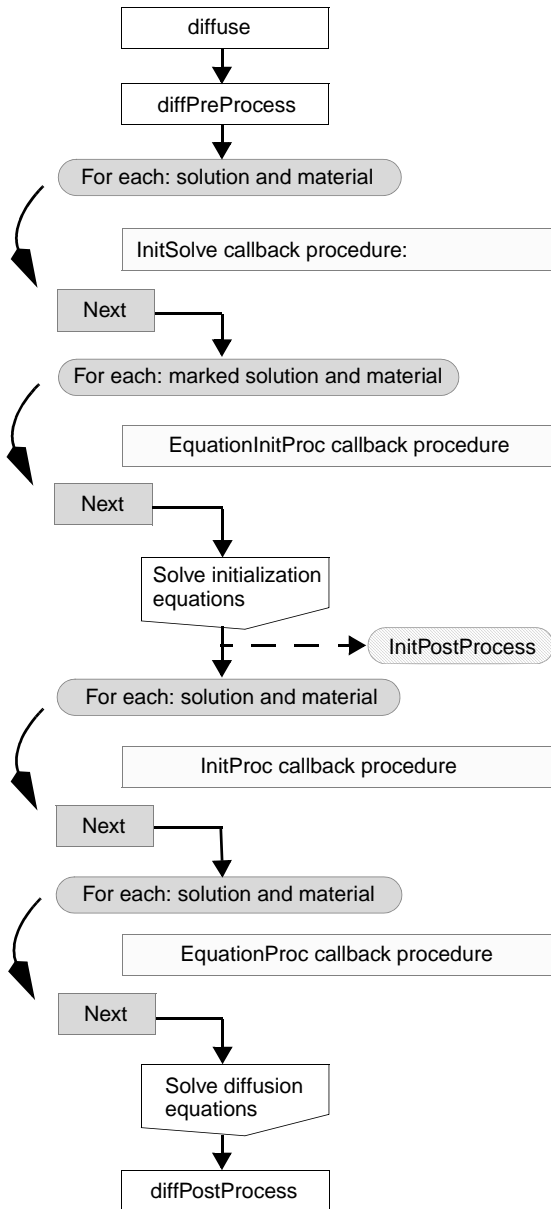 diffuse
diffPreProcess
For each: solution and material
InitSolve callback procedure:
Next
For each: marked solution and material
EquationInitProc callback procedure
Next
Solve initialization
equations
InitPostProcess
For each: solution and material
InitProc callback procedure
Next
For each: solution and material
EquationProc callback procedure
Next
Solve diffusion
equations
diffPostProcess